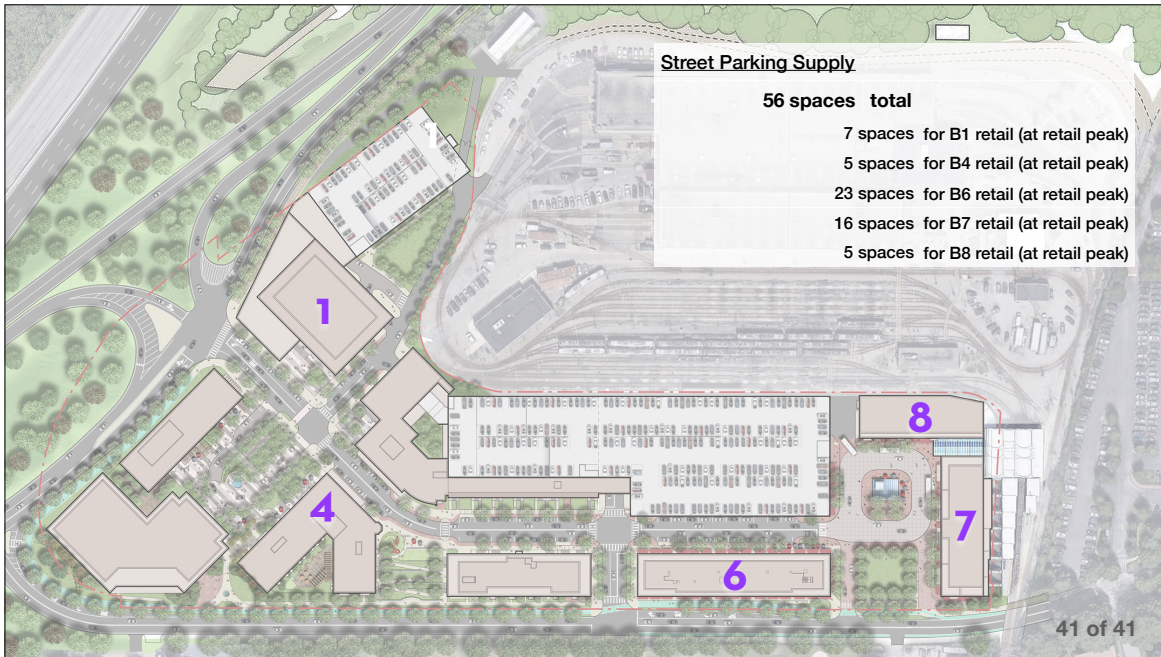 Street Parking Supply
56 spaces total
7 spaces for B1 retail (at retail peak)
5 spaces for B4 retail (at retail peak)
23 spaces for B6 retail (at retail peak)
16 spaces for B7 retail (at retail peak)
5 spaces for B8 retail (at retail peak)
1
1
8
4
7
6
41 of 41